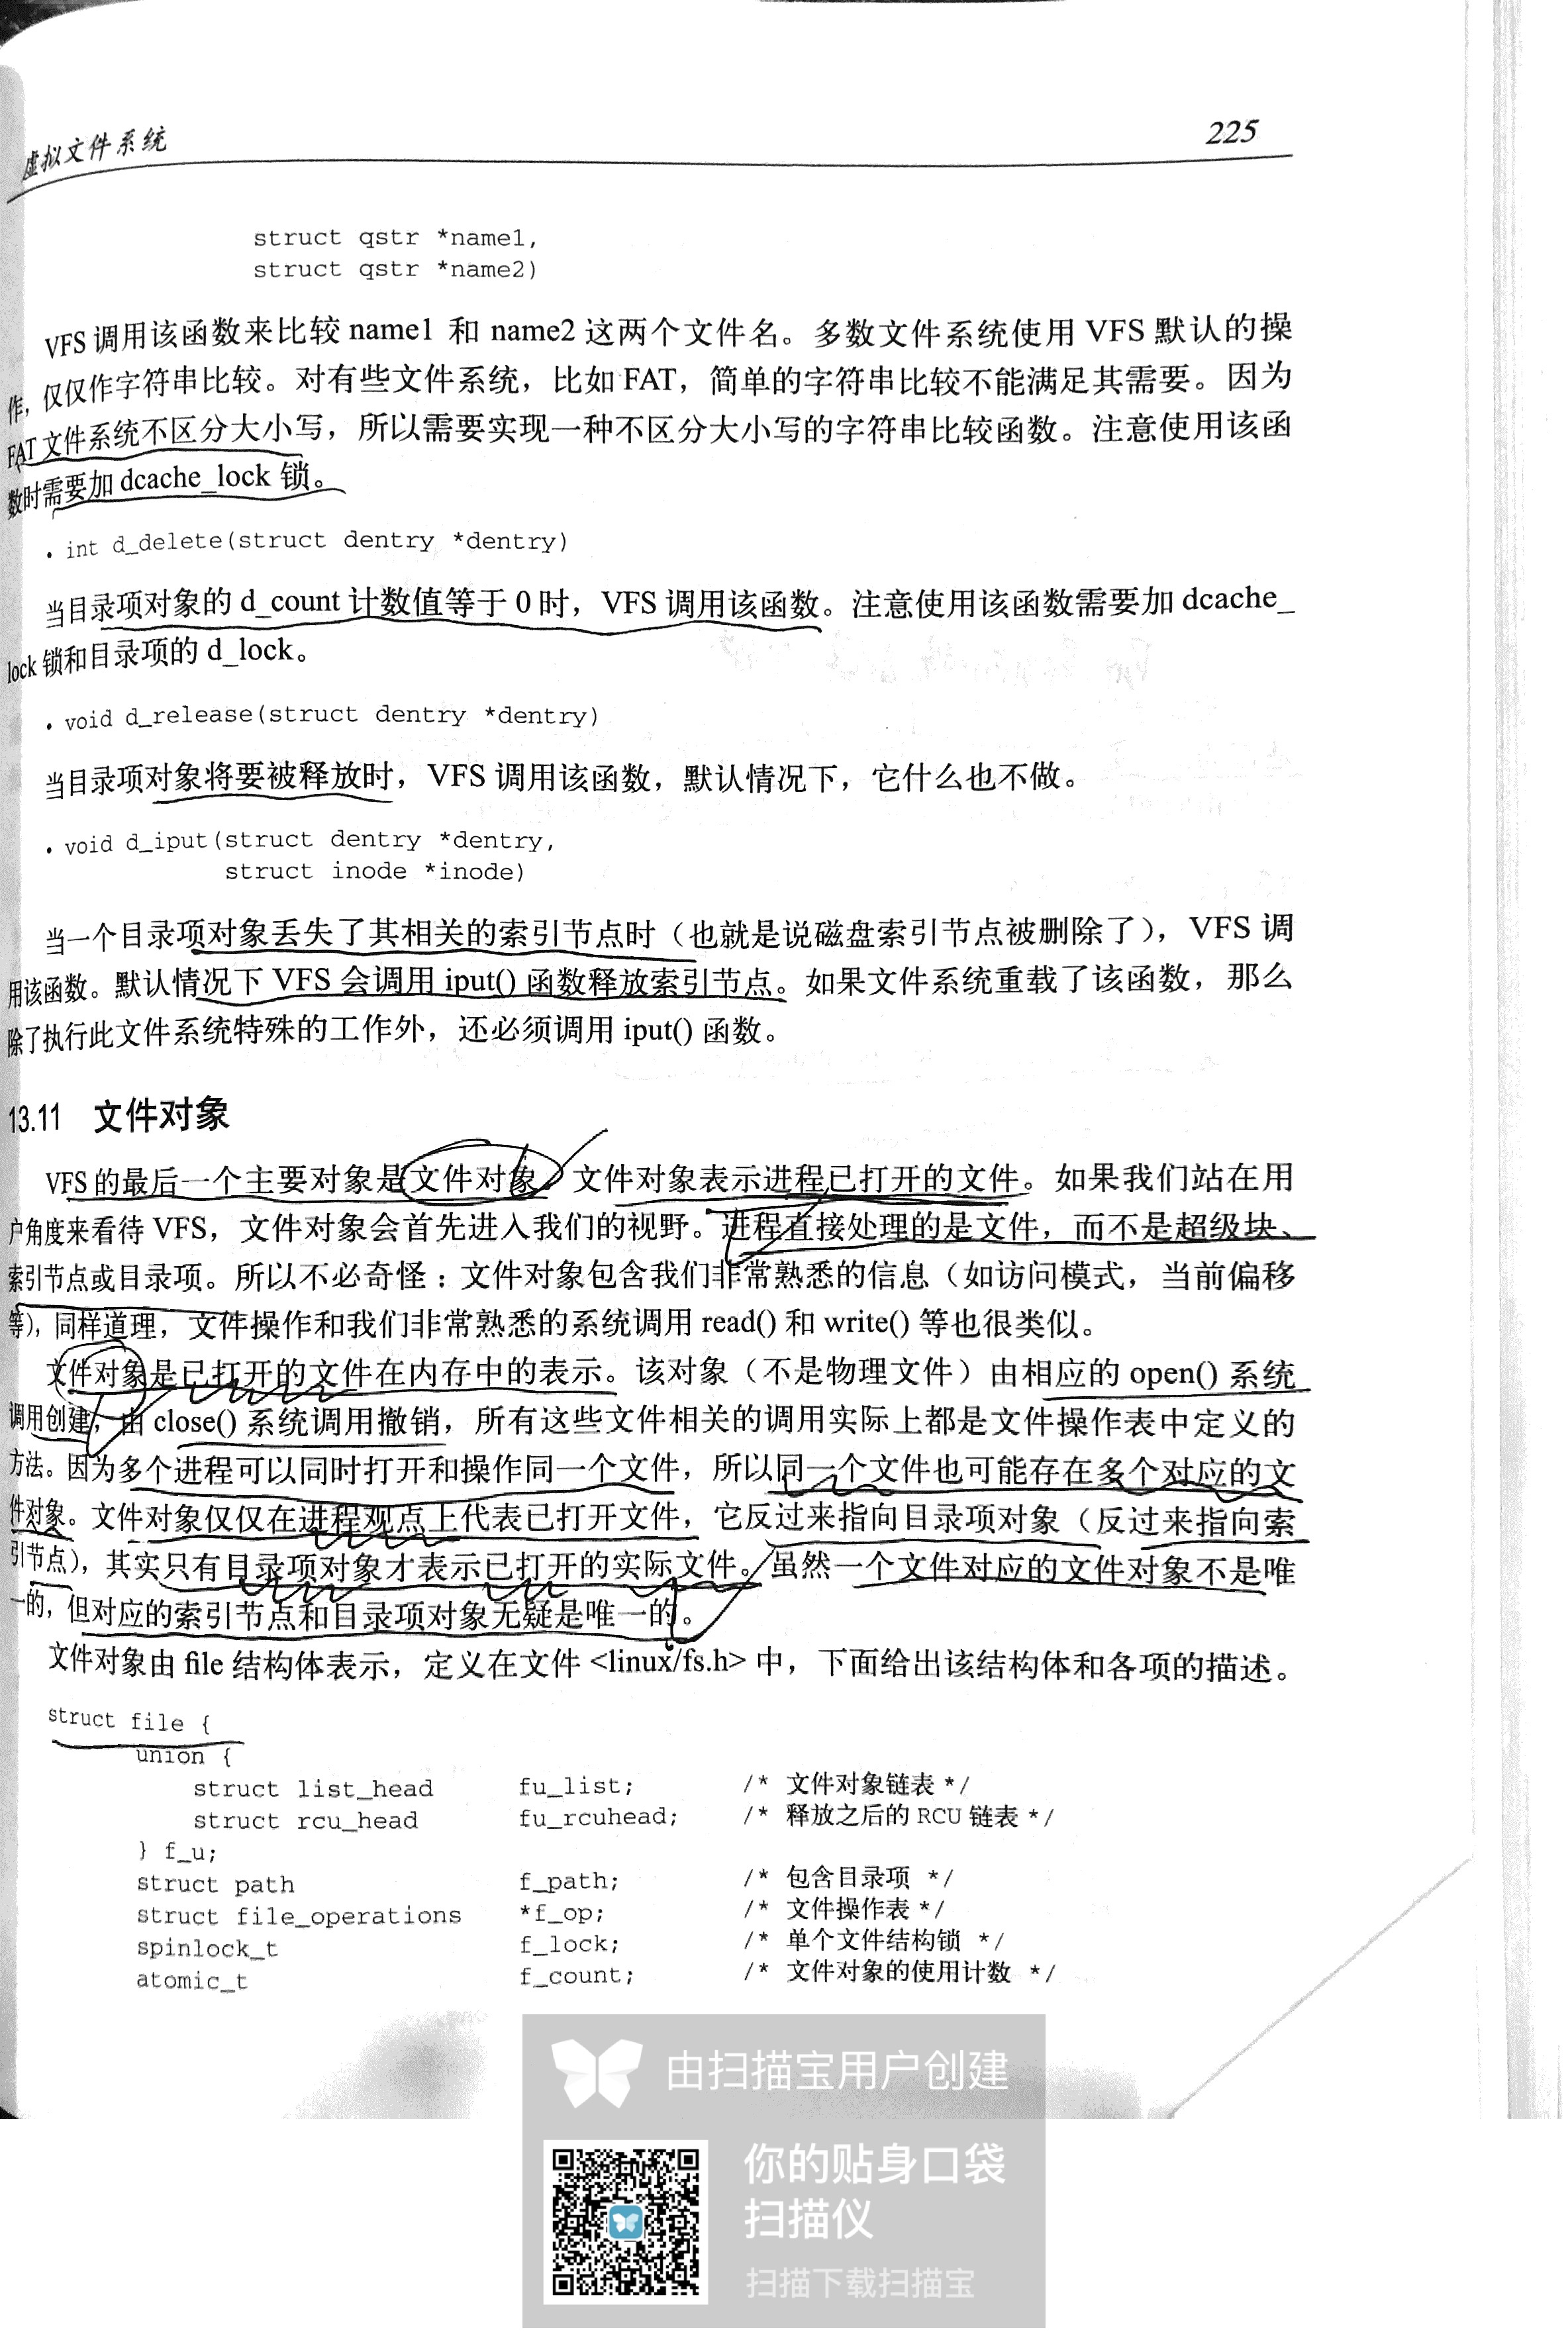 虚拟文件系统 225
struct qstr *name1,
struct qstr *name2)
VFS 调用该函数来比较 name1 和 name2 这两个文件名。多数文件系统使用 VFS 默认的操
作，仅仅作字符串比较。对有些文件系统，比如 FAT，简单的字符串比较不能满足其需要。因为
FAT 文件系统不区分大小写，所以需要实现一种不区分大小写的字符串比较函数。注意使用该函
数时需要加 dcache_lock 锁。
• int d_delete(struct dentry *dentry)
当目录项对象的 d_count 计数值等于 0 时，VFS 调用该函数。注意使用该函数需要加 dcache_
lock 锁和目录项的 d_lock。
• void d_release(struct dentry *dentry)
当目录项对象将要被释放时，VFS 调用该函数，默认情况下，它什么也不做。
• void d_iput(struct dentry *dentry,
struct inode *inode)
当一个目录项对象丢失了其相关的索引节点时（也就是说磁盘索引节点被删除了），VFS 调
用该函数。默认情况下 VFS 会调用 iput() 函数释放索引节点。如果文件系统重载了该函数，那么
除了执行此文件系统特殊的工作外，还必须调用 iput() 函数。
13.11 文件对象
VFS 的最后一个主要对象是文件对象。文件对象表示进程已打开的文件。如果我们站在用
户角度来看待 VFS，文件对象会首先进入我们的视野。进程直接处理的是文件，而不是超级块、
索引节点或目录项。所以不必奇怪：文件对象包含我们非常熟悉的信息（如访问模式，当前偏移
等），同样道理，文件操作和我们非常熟悉的系统调用 read() 和 write() 等也很类似。
文件对象是已打开的文件在内存中的表示。该对象（不是物理文件）由相应的 open() 系统
调用创建，由 close() 系统调用撤销，所有这些文件相关的调用实际上都是文件操作表中定义的
方法。因为多个进程可以同时打开和操作同一个文件，所以同一个文件也可能存在多个对应的文
件对象。文件对象仅仅在进程观点上代表已打开文件，它反过来指向目录项对象（反过来指向索
引节点），其实只有目录项对象才表示已打开的实际文件。虽然一个文件对应的文件对象不是唯
一的，但对应的索引节点和目录项对象无疑是唯一的。
文件对象由 file 结构体表示，定义在文件 <linux/fs.h> 中，下面给出该结构体和各项的描述。
struct file {
union {
struct list_head fu_list; /* 文件对象链表 */
struct rcu_head fu_rcuhead; /* 释放之后的 RCU 链表 */
} f_u;
struct path f_path; /* 包含目录项 */
struct file_operations *f_op; /* 文件操作表 */
spinlock_t f_lock; /* 单个文件结构锁 */
atomic_t f_count; /* 文件对象的使用计数 */
由扫描宝用户创建
你的贴身口袋
扫描仪
扫描下载扫描宝